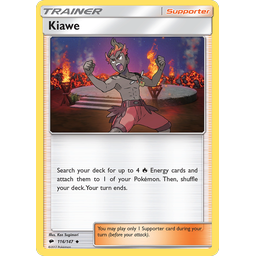 TRAINER
Supporter
Kiawe
Search your deck for up to 4 Energy cards and
attach them to 1 of your Pokémon. Then, shuffle
your deck. Your turn ends.
Illus. Ken Sugimori
116/147
You may play only 1 Supporter card during your
turn (before your attack).